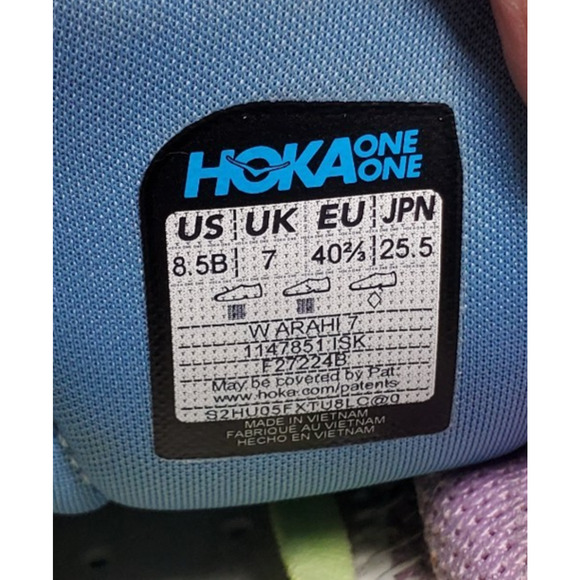 HOKA ONE ONE
US UK EU JPN
8.5B 7 40⅔ 25.5
W ARAHI 7
1147851 ISK
F27224B
May be covered by Pat.
www.hoka.com/patents
S2HU05FXTU8LC@0
MADE IN VIETNAM
FABRIQUE AU VIETNAM
HECHO EN VIETNAM